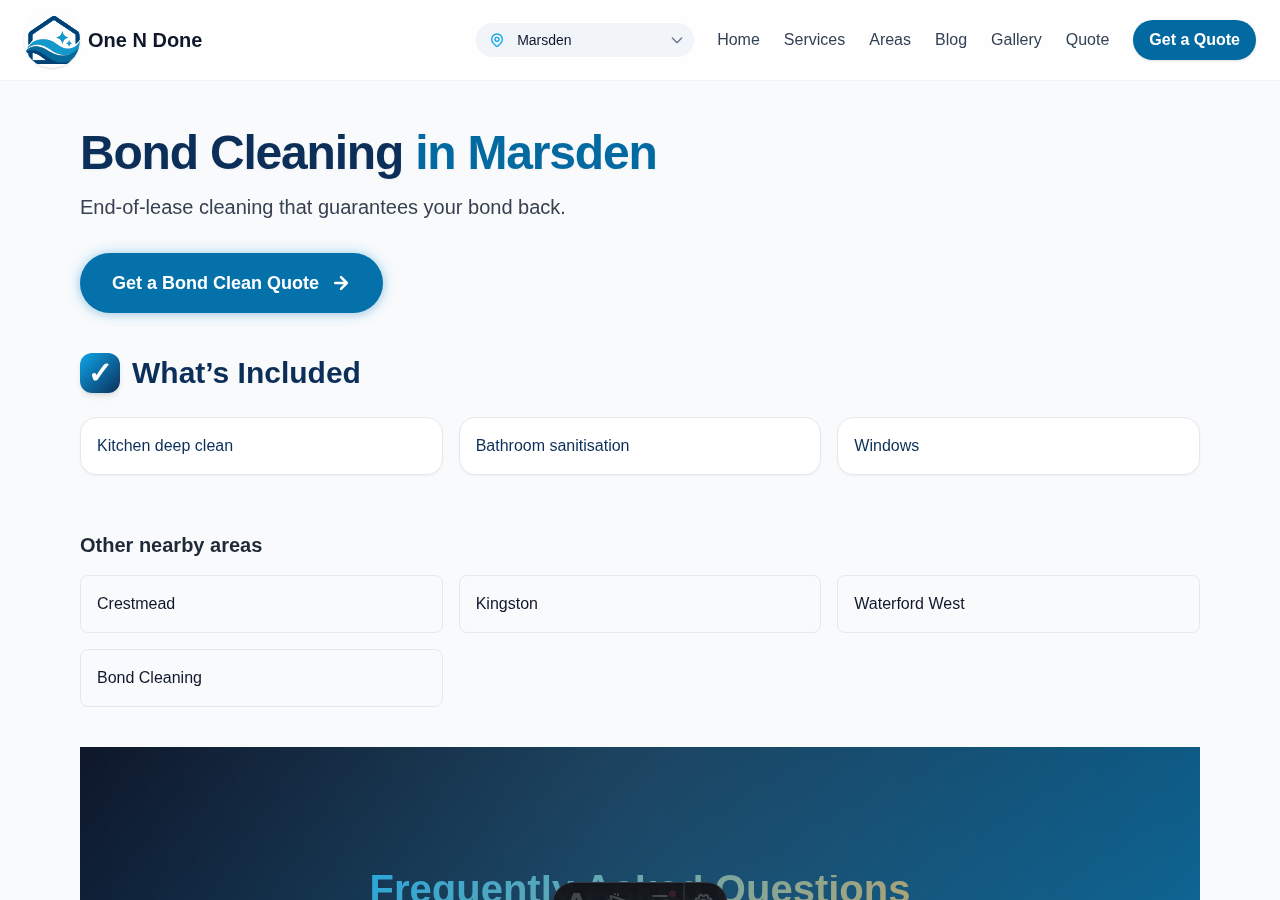 One N Done
Marsden
Home
Services
Areas
Blog
Gallery
Quote
Get a Quote
Bond Cleaning in Marsden
End-of-lease cleaning that guarantees your bond back.
Get a Bond Clean Quote
What’s Included
Kitchen deep clean
Bathroom sanitisation
Windows
Other nearby areas
Crestmead
Kingston
Waterford West
Bond Cleaning
Frequently Asked Questions